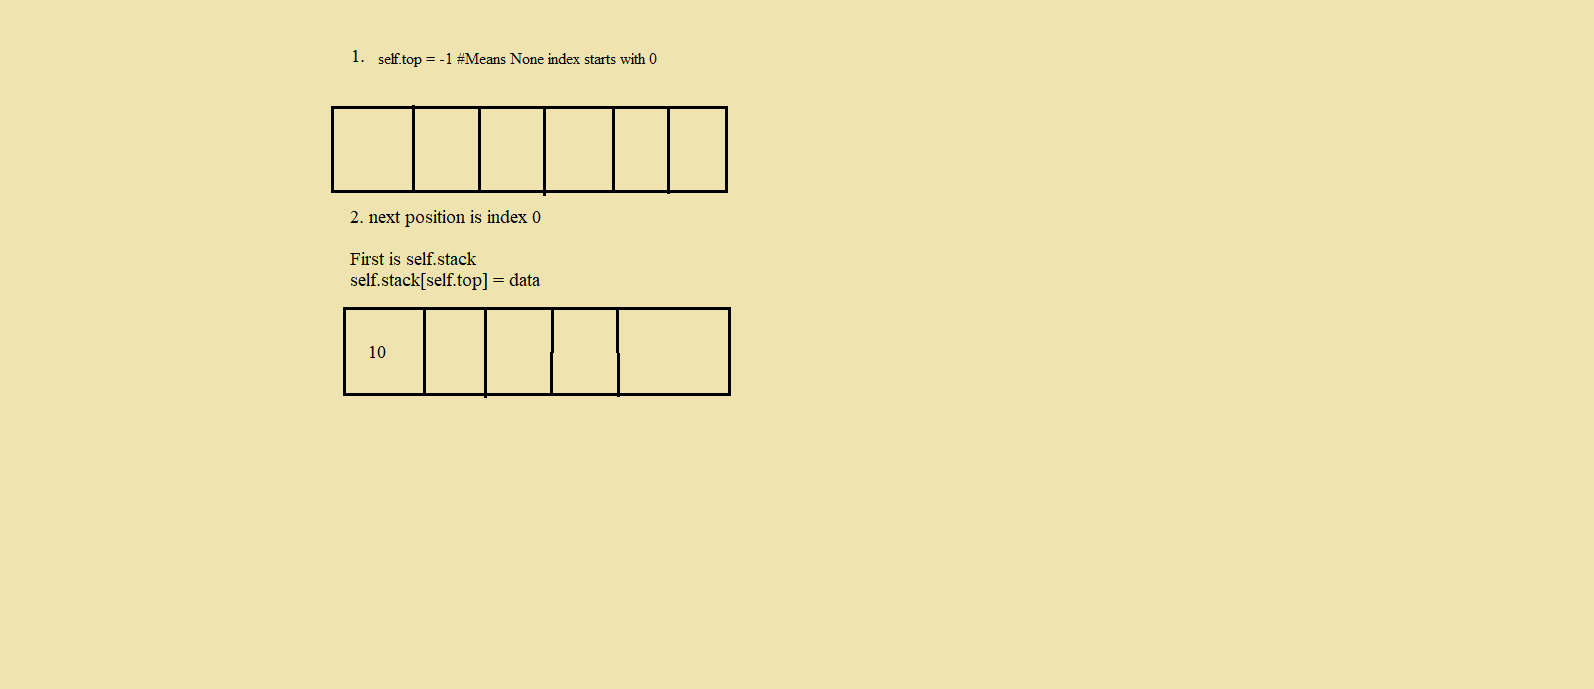 1. self.top = -1 #Means None index starts with 0
2. next position is index 0
First is self.stack
self.stack[self.top] = data
10